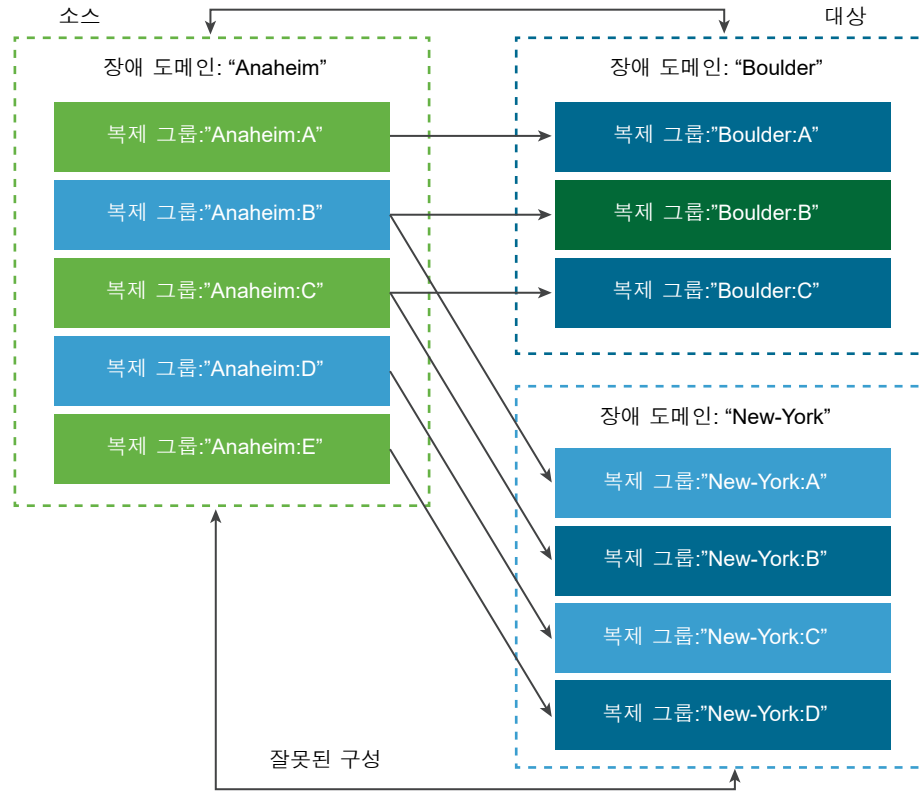 소스
대상
장애 도메인: “Anaheim”
복제 그룹:”Anaheim:A”
복제 그룹:”Anaheim:B”
복제 그룹:”Anaheim:C”
복제 그룹:”Anaheim:D”
복제 그룹:”Anaheim:E”
장애 도메인: “Boulder”
복제 그룹:”Boulder:A”
복제 그룹:”Boulder:B”
복제 그룹:”Boulder:C”
장애 도메인: “New-York”
복제 그룹:”New-York:A”
복제 그룹:”New-York:B”
복제 그룹:”New-York:C”
복제 그룹:”New-York:D”
잘못된 구성